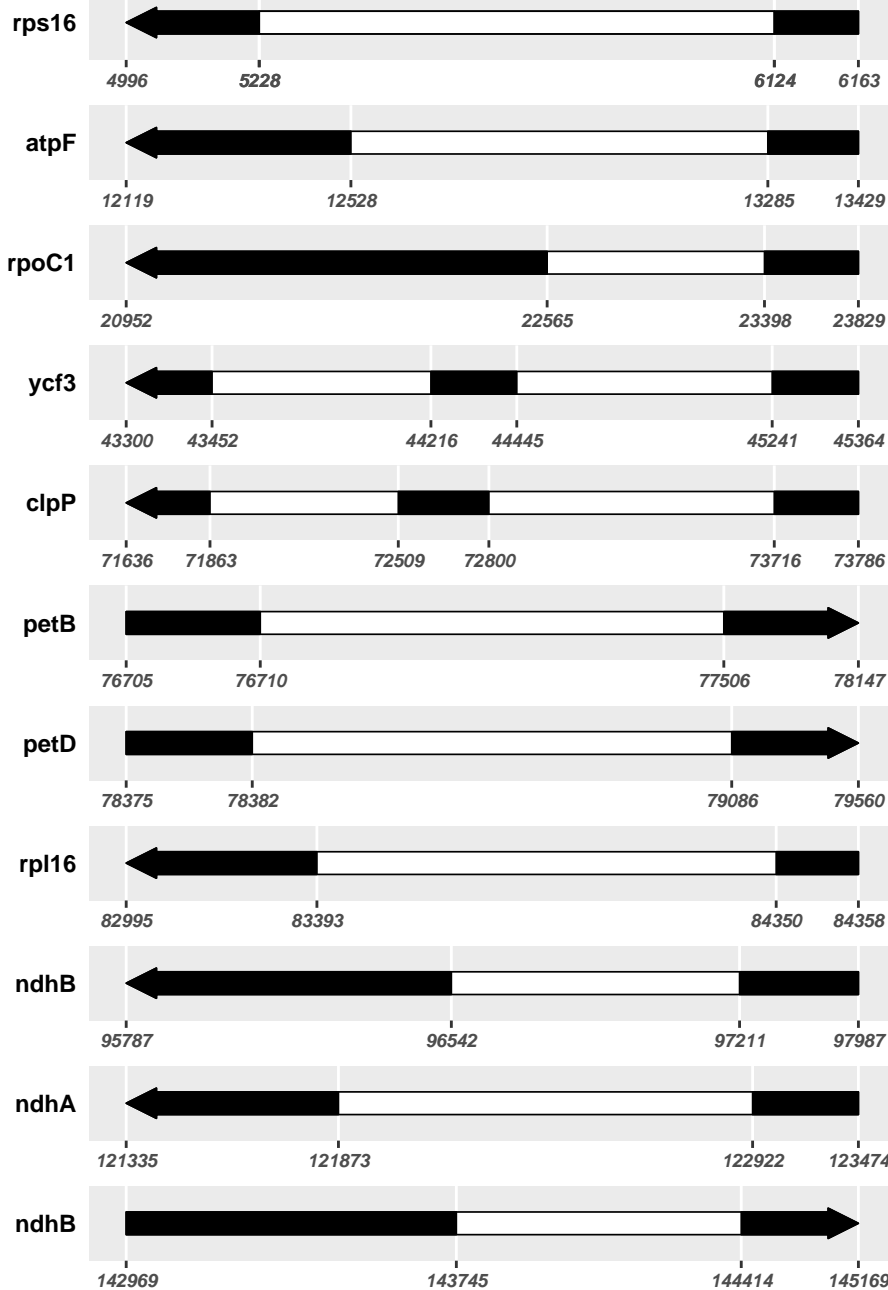 rps16
4996 5228 6124 6163
atpF
12119 12528 13285 13429
rpoC1
20952 22565 23398 23829
ycf3
43300 43452 44216 44445 45241 45364
clpP
71636 71863 72509 72800 73716 73786
petB
76705 76710 77506 78147
petD
78375 78382 79086 79560
rpl16
82995 83393 84350 84358
ndhB
95787 96542 97211 97987
ndhA
121335 121873 122922 123474
ndhB
142969 143745 144414 145169